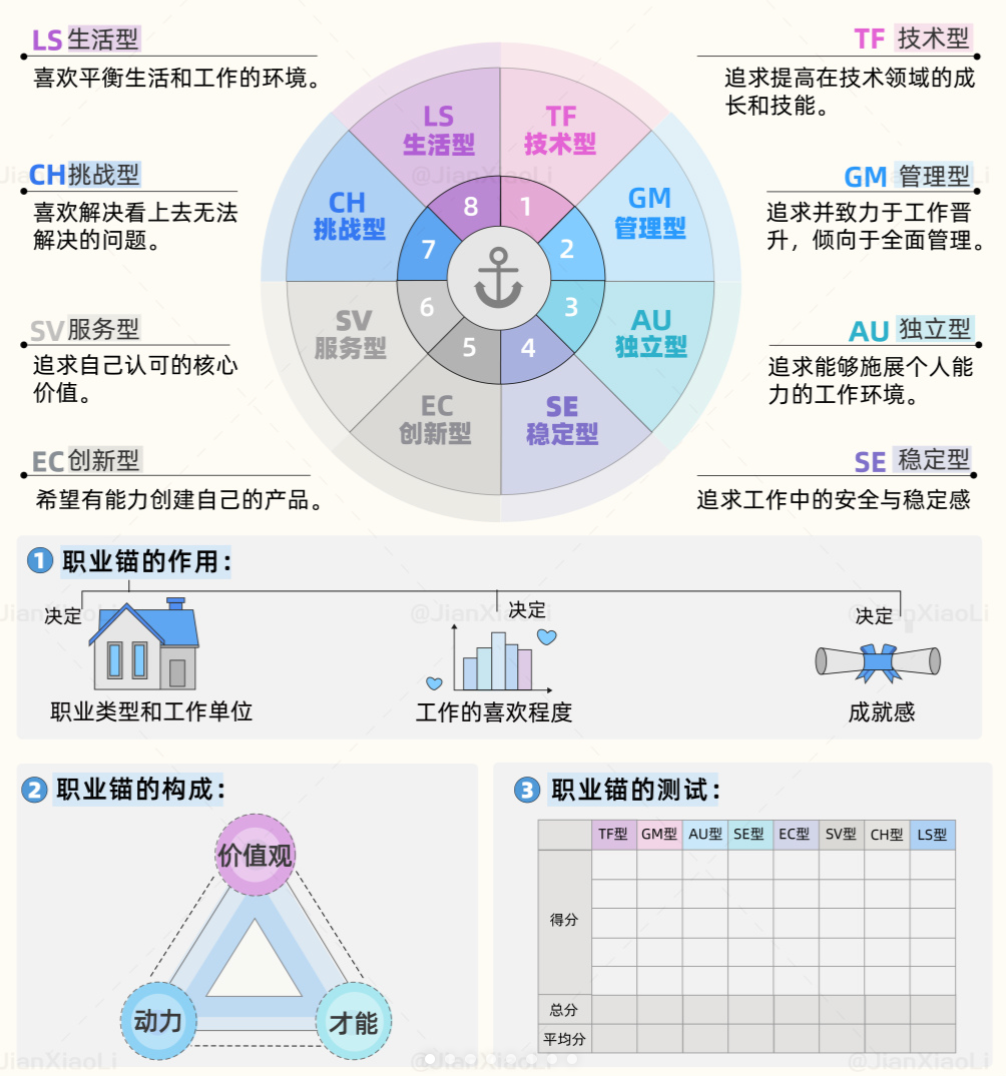 LS 生活型
喜欢平衡生活和工作的环境。
CH挑战型
喜欢解决看上去无法
解决的问题。
SV服务型
追求自己认可的核心
价值。
EC创新型
希望有能力创建自己的产品。
LS
生活型
TF
技术型
CH
挑战型
GM
管理型
SV
服务型
AU
独立型
EC
创新型
SE
稳定型
8
1
7
2
6
3
5
4
TF 技术型
追求提高在技术领域的成
长和技能。
GM 管理型
追求并致力于工作晋
升，倾向于全面管理。
AU 独立型
追求能够施展个人能
力的工作环境。
SE 稳定型
追求工作中的安全与稳定感
@JianXiaoLi
1 职业锚的作用：
决定
决定
决定
职业类型和工作单位
工作的喜欢程度
成就感
@JianXiaoLi
@JianXiaoLi
2 职业锚的构成：
价值观
动力
才能
3 职业锚的测试：
TF型 GM型 AU型 SE型 EC型 SV型 CH型 LS型
得分
总分
平均分
JianXiaoLi
@JianXiaoLi
@JianXiaoLi